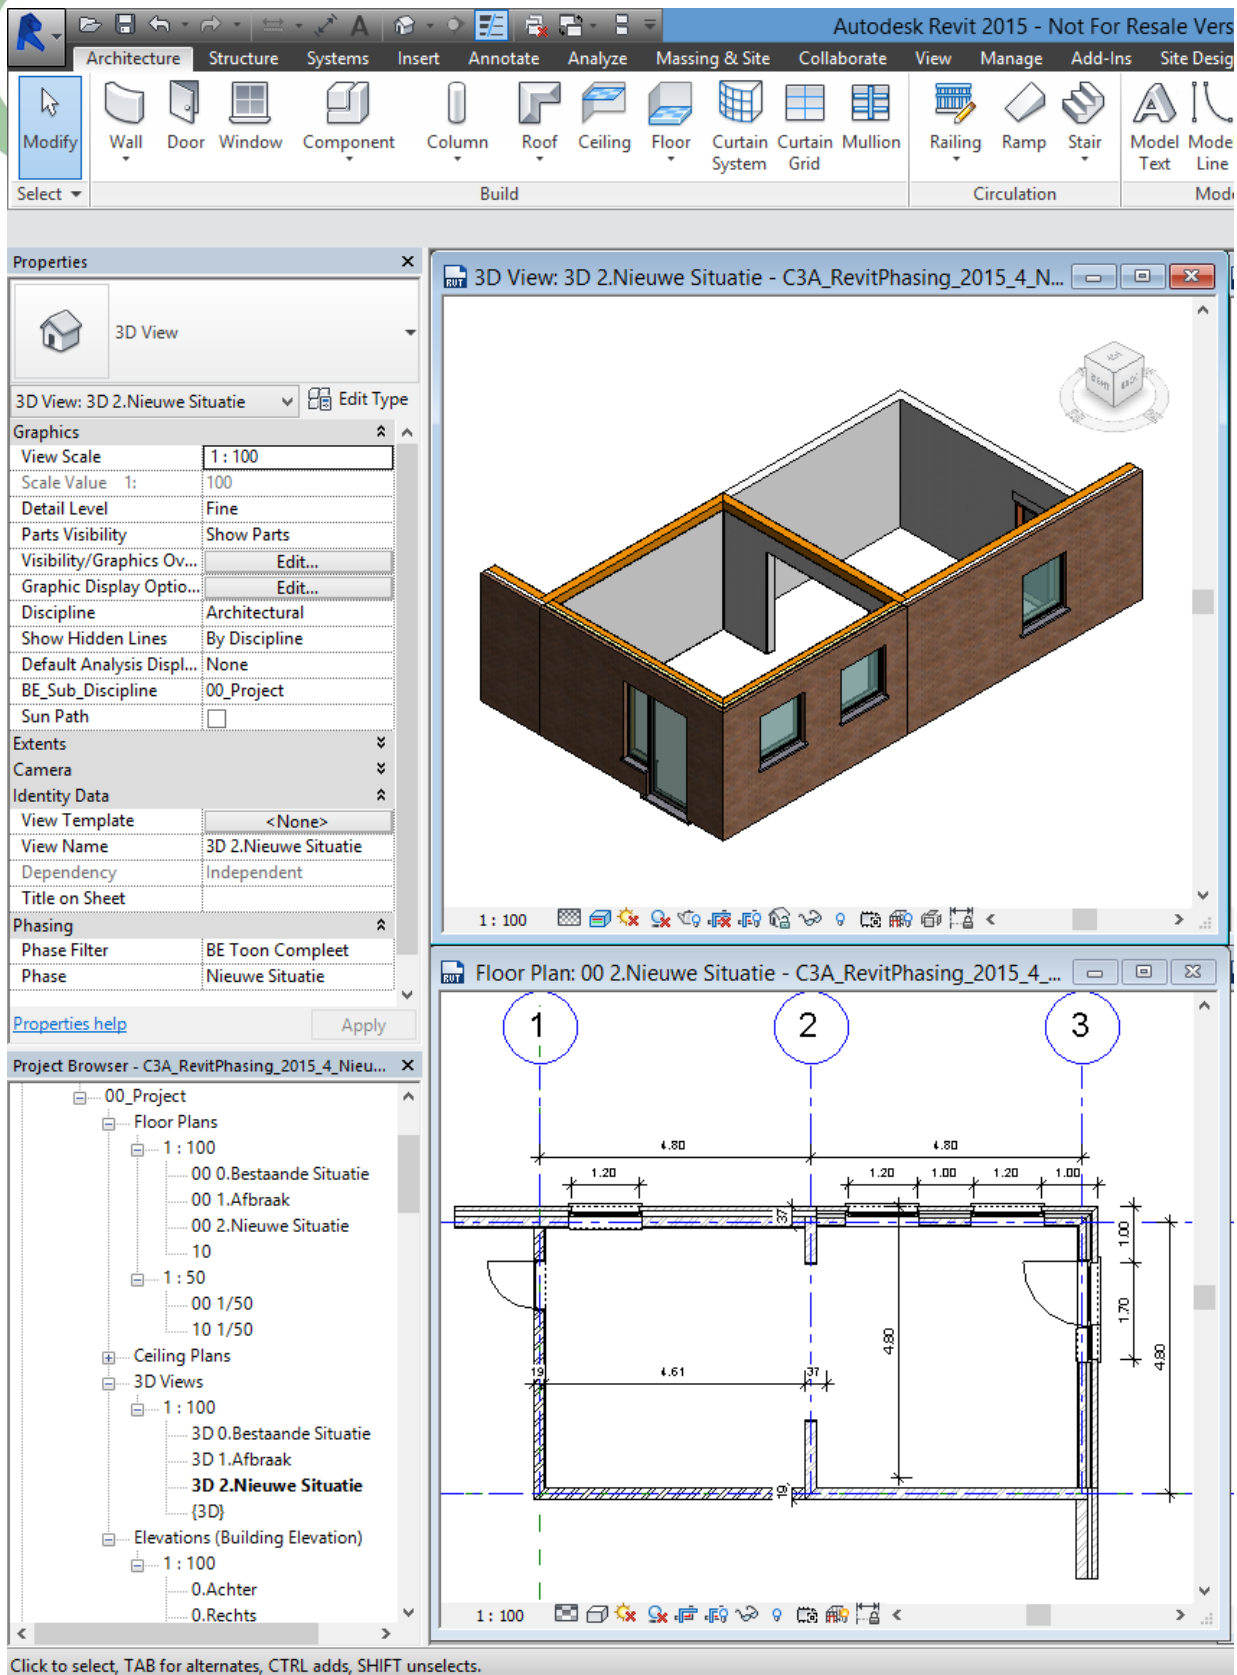 Autodesk Revit 2015 - Not For Resale Vers
Architecture Structure Systems Insert Annotate Analyze Massing & Site Collaborate View Manage Add-Ins Site Desig
Modify Wall Door Window Component Column Roof Ceiling Floor Curtain System Curtain Grid Mullion Railing Ramp Stair Model Text Mode Line
Select Build Circulation Mod
Properties
3D View
3D View: 3D 2.Nieuwe Situatie Edit Type
Graphics
View Scale 1 : 100
Scale Value 1: 100
Detail Level Fine
Parts Visibility Show Parts
Visibility/Graphics Ov... Edit...
Graphic Display Optio... Edit...
Discipline Architectural
Show Hidden Lines By Discipline
Default Analysis Displ... None
BE_Sub_Discipline 00_Project
Sun Path
Extents
Camera
Identity Data
View Template <None>
View Name 3D 2.Nieuwe Situatie
Dependency Independent
Title on Sheet
Phasing
Phase Filter BE Toon Compleet
Phase Nieuwe Situatie
Properties help Apply
Project Browser - C3A_RevitPhasing_2015_4_Nieu...
00_Project
Floor Plans
1 : 100
00 0.Bestaande Situatie
00 1.Afbraak
00 2.Nieuwe Situatie
10
1 : 50
00 1/50
10 1/50
Ceiling Plans
3D Views
1 : 100
3D 0.Bestaande Situatie
3D 1.Afbraak
3D 2.Nieuwe Situatie
{3D}
Elevations (Building Elevation)
1 : 100
0.Achter
0.Rechts
3D View: 3D 2.Nieuwe Situatie - C3A_RevitPhasing_2015_4_N...
1 : 100
Floor Plan: 00 2.Nieuwe Situatie - C3A_RevitPhasing_2015_4_...
1 2 3
4.80 4.80
1.20 1.20 1.00 1.20 1.00
37
1.00
1.70
4.80
4.80
19 4.61 37
19
1 : 100
Click to select, TAB for alternates, CTRL adds, SHIFT unselects.